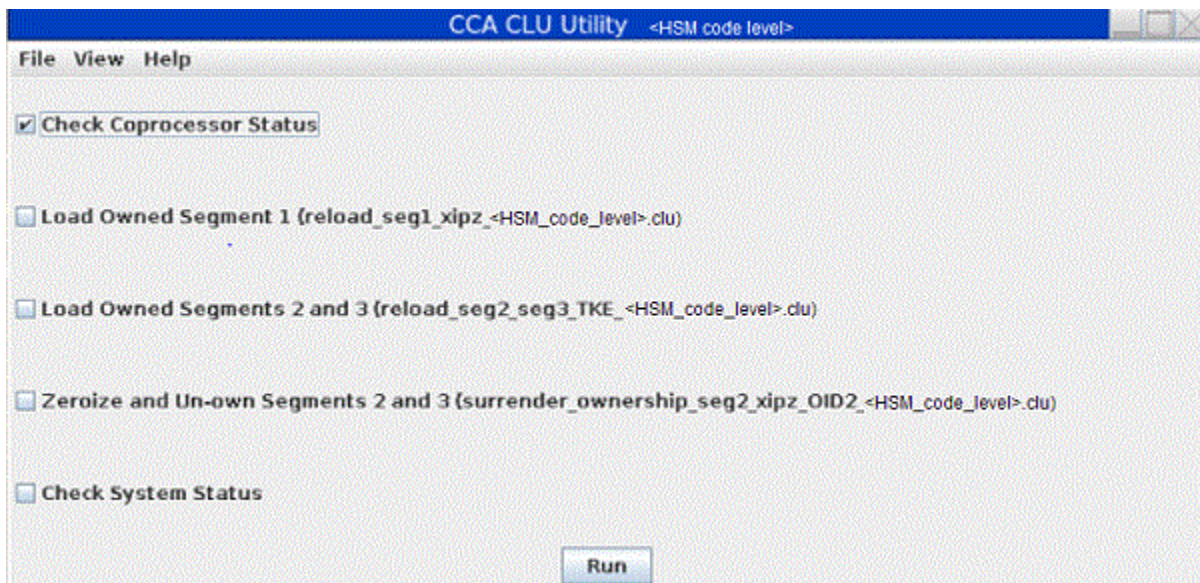 CCA CLU Utility <HSM code level>
File View Help
Check Coprocessor Status
Load Owned Segment 1 (reload_seg1_xipz_<HSM_code_level>.clu)
Load Owned Segments 2 and 3 (reload_seg2_seg3_TKE_<HSM_code_level>.clu)
Zeroize and Un-own Segments 2 and 3 (surrender_ownership_seg2_xipz_OID2_<HSM_code_level>.clu)
Check System Status
Run